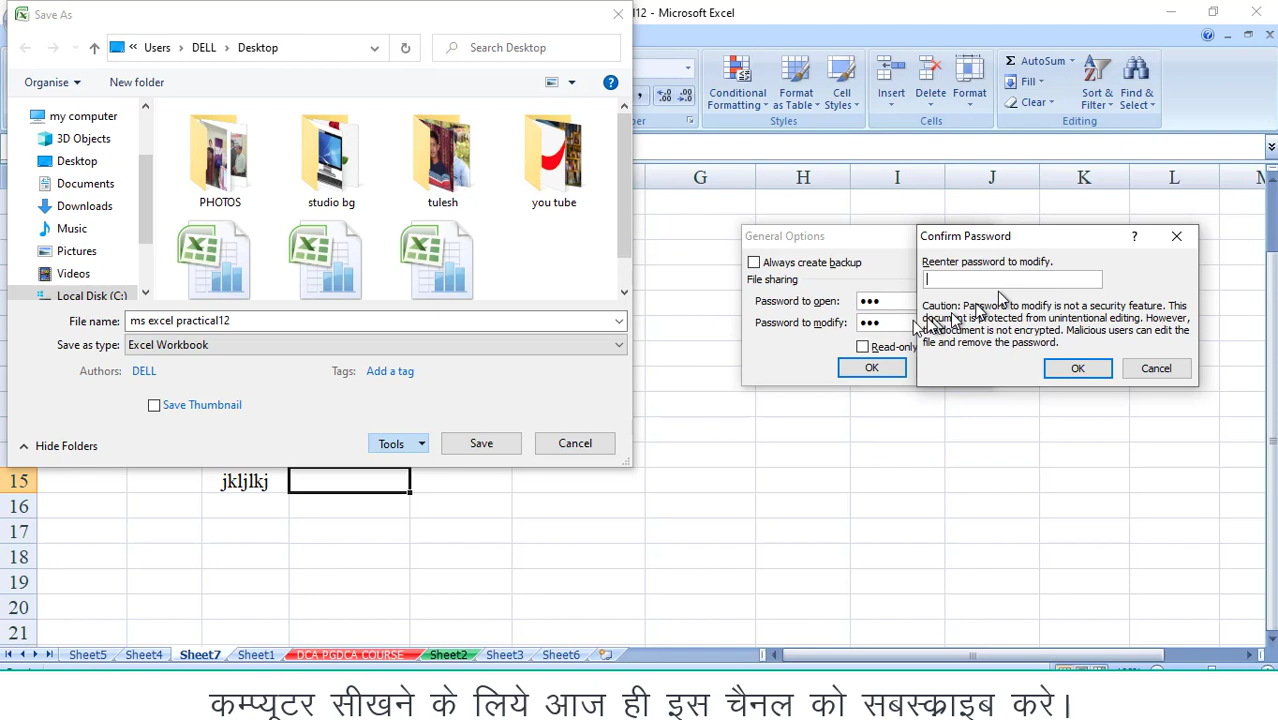 Save As
l12 - Microsoft Excel
Users
DELL
Desktop
Search Desktop
Organise
New folder
my computer
3D Objects
Desktop
Documents
Downloads
Music
Pictures
Videos
Local Disk (C:)
PHOTOS
studio bg
tulesh
you tube
File name:
ms excel practical12
Save as type:
Excel Workbook
Authors:
DELL
Tags:
Add a tag
Save Thumbnail
Hide Folders
Tools
Save
Cancel
Conditional Formatting
Format as Table
Cell Styles
Insert
Delete
Format
AutoSum
Fill
Clear
Sort & Filter
Find & Select
Styles
Cells
Editing
G H I J K L M
General Options
Always create backup
File sharing
Password to open:
Password to modify:
Read-only
OK
Confirm Password
Reenter password to modify.
Caution: Password to modify is not a security feature. This
document is protected from unintentional editing. However,
the document is not encrypted. Malicious users can edit the
file and remove the password.
OK
Cancel
15
jkljlkj
16
17
18
19
20
21
Sheet5
Sheet4
Sheet7
Sheet1
DCA PGDCA COURSE
Sheet2
Sheet3
Sheet6
कम्प्यूटर सीखने के लिये आज ही इस चैनल को सबस्क्राइब करे।